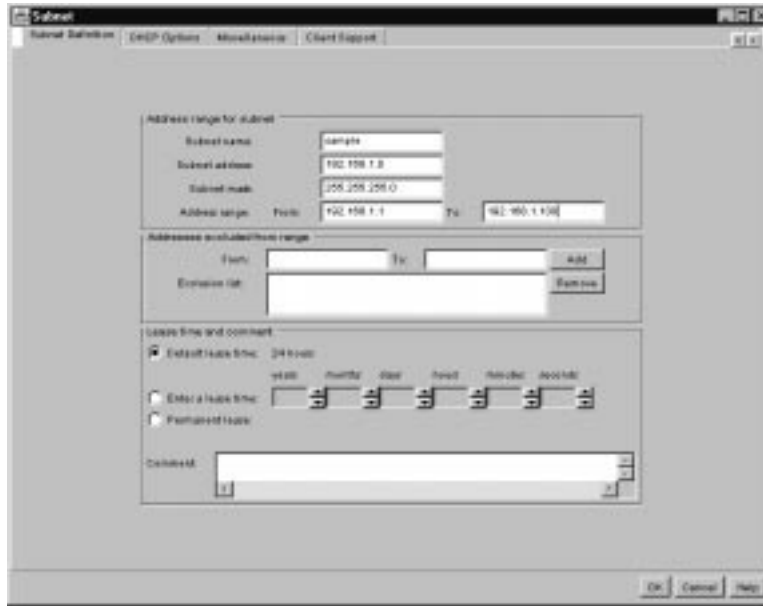 Subnet
Subnet Definition DHCP Options Miscellaneous Client Support
Address range for subnet
Subnet name: sample
Subnet address: 192.168.1.0
Subnet mask: 255.255.255.0
Address range: From: 192.168.1.1 To: 192.168.1.100
Addresses excluded from range
From: To: Add
Exclusion list: Remove
Lease time and comment
Default lease time: 24 hours
years months days hours minutes seconds
Enter a lease time:
Permanent lease
Comment:
OK Cancel Help